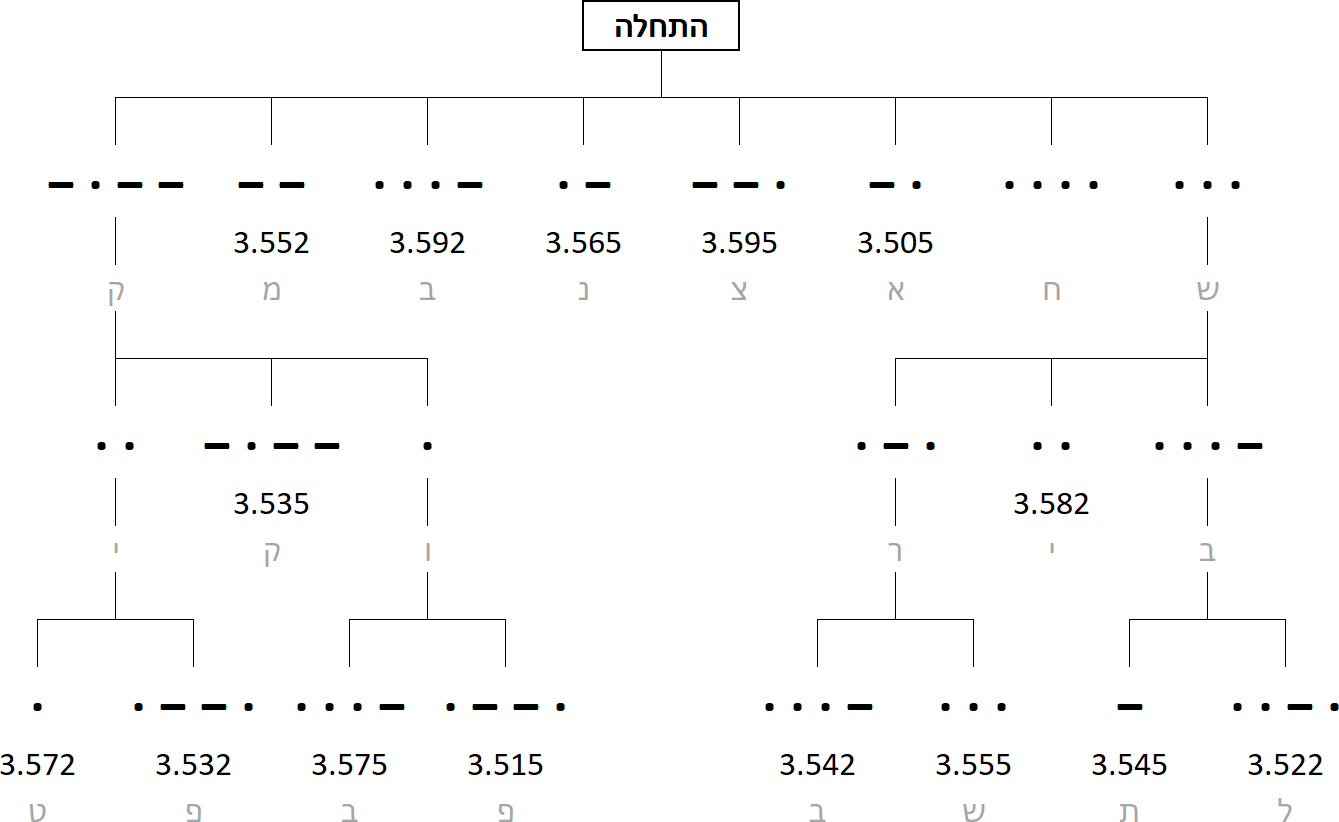 התחלה
· · · · · · · · – · – – – · – · · · – – – – · –
3.505 3.595 3.565 3.592 3.552
ש ח א צ נ ב מ ק
– · · · · · · – · · – – · – · ·
3.582 3.535
ב י ר ו ק י
· – · · – · · · – · · · · – – · – · · · · – – · ·
3.522 3.545 3.555 3.542 3.515 3.575 3.532 3.572
ל ת ש ב פ ב פ ט